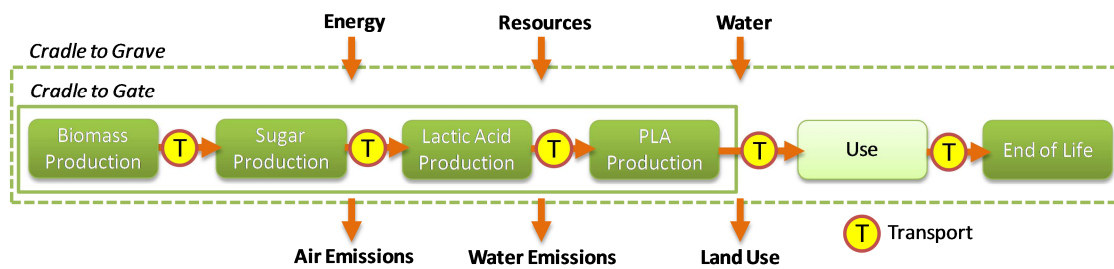 Energy
Resources
Water
Cradle to Grave
Cradle to Gate
Biomass
Production
T
Sugar
Production
T
Lactic Acid
Production
T
PLA
Production
T
Use
T
End of Life
T
Transport
Air Emissions
Water Emissions
Land Use